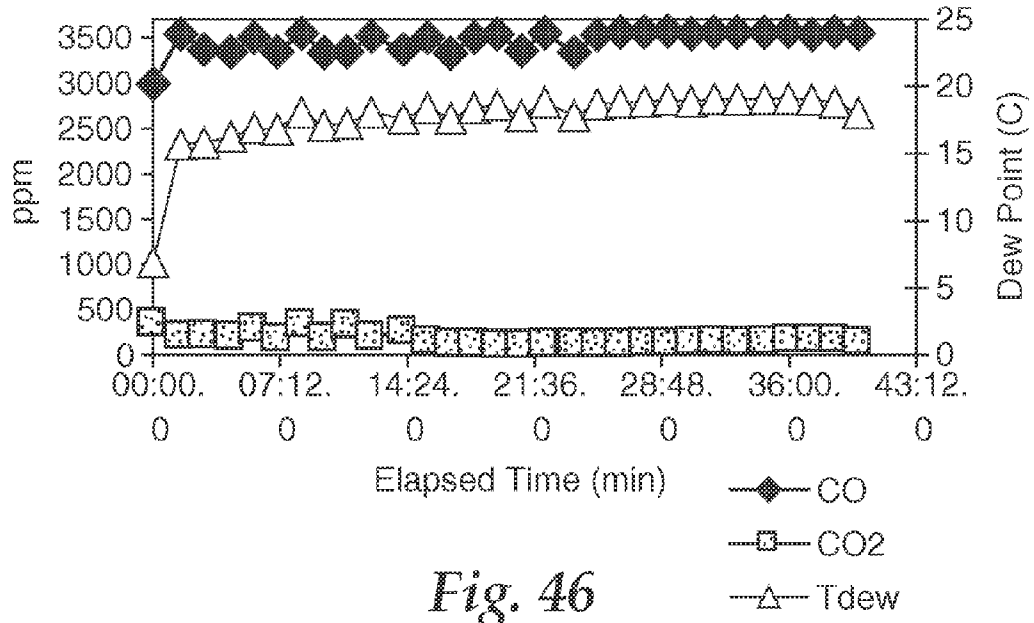 3500
3000
2500
2000
1500
1000
500
0
ppm
25
20
15
10
5
0
Dew Point (C)
00:00. 07:12. 14:24. 21:36. 28:48. 36:00. 43:12.
0 0 0 0 0 0 0
Elapsed Time (min)
CO
CO2
Tdew
Fig. 46